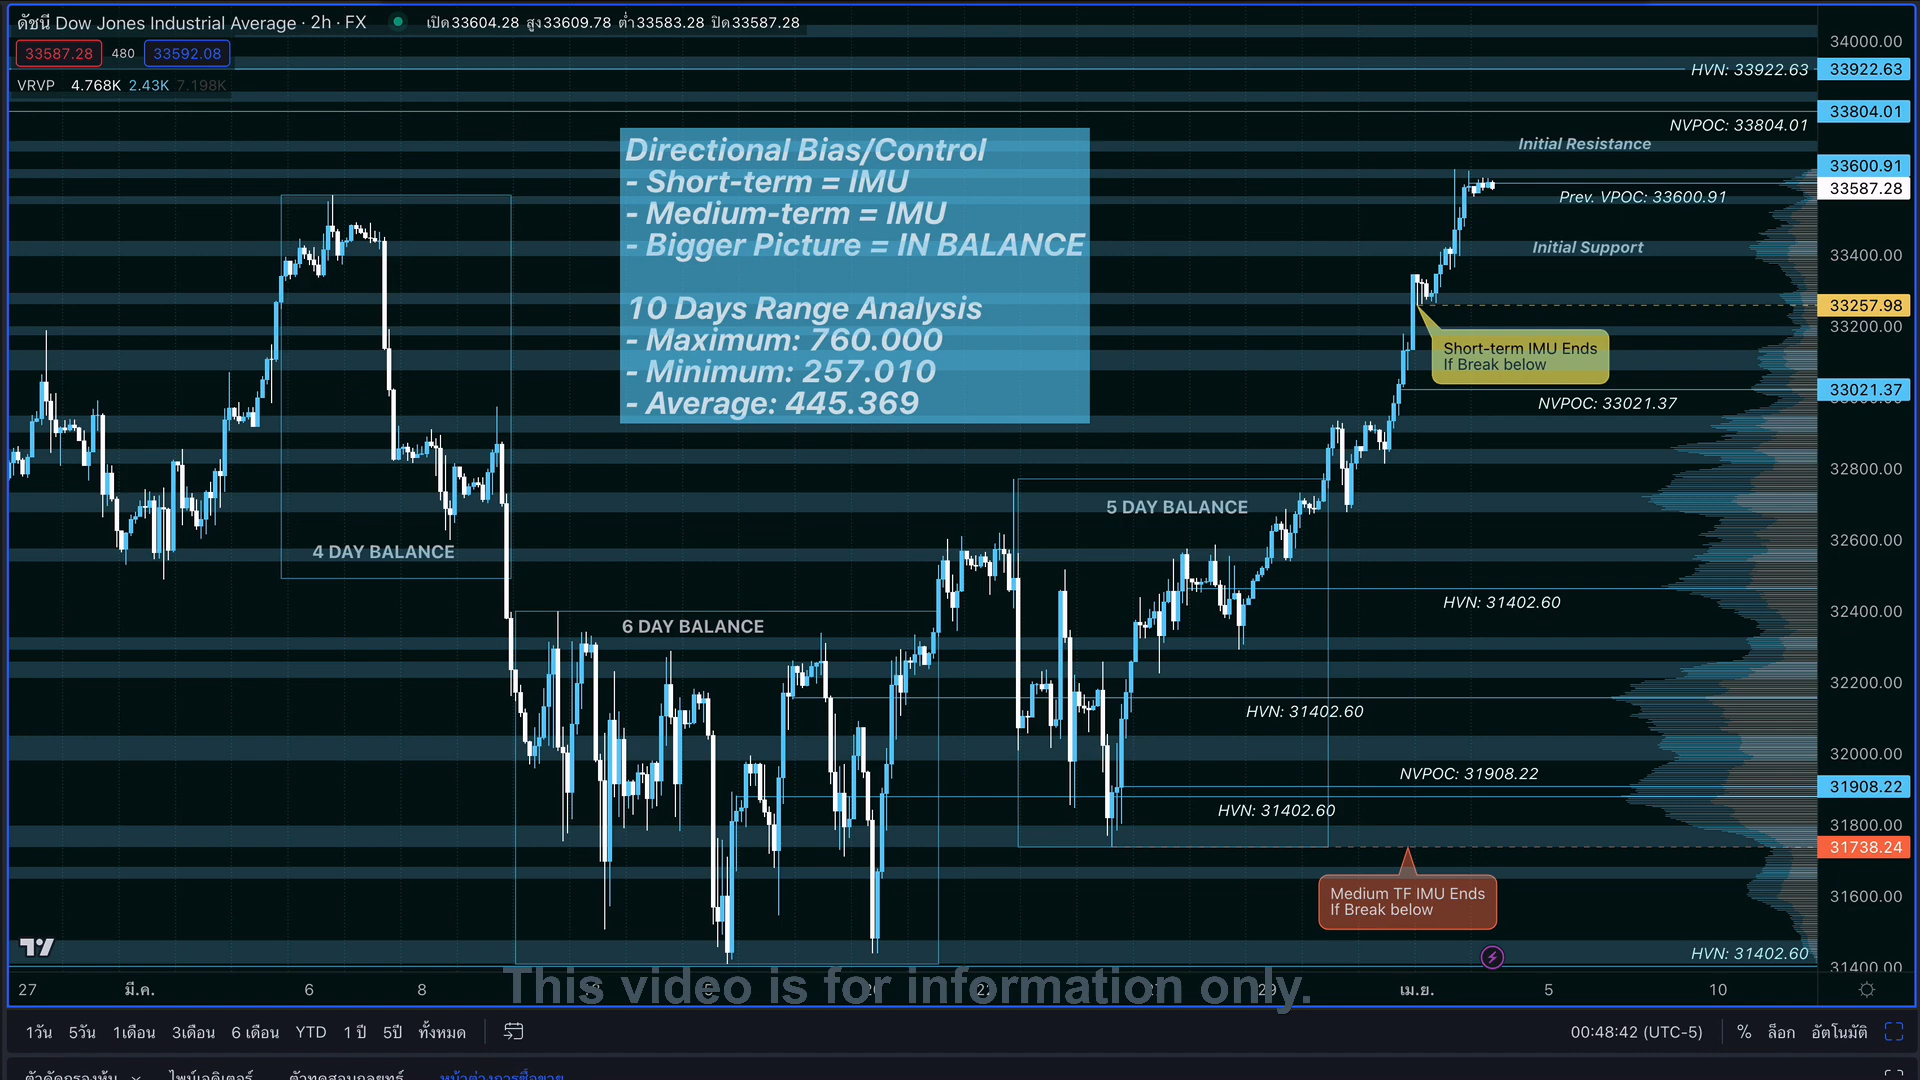 ดัชนี Dow Jones Industrial Average · 2h · FX เปิด33604.28 สูง33609.78 ต่ำ33583.28 ปิด33587.28
33587.28 480 33592.08
VRVP 4.768K 2.43K 7.198K
34000.00
HVN: 33922.63 33922.63
33804.01
NVPOC: 33804.01
Initial Resistance
33600.91
33587.28
Prev. VPOC: 33600.91
Initial Support
33400.00
33257.98
33200.00
Directional Bias/Control
- Short-term = IMU
- Medium-term = IMU
- Bigger Picture = IN BALANCE
10 Days Range Analysis
- Maximum: 760.000
- Minimum: 257.010
- Average: 445.369
Short-term IMU Ends
If Break below
33021.37
NVPOC: 33021.37
32800.00
5 DAY BALANCE
32600.00
4 DAY BALANCE
HVN: 31402.60
32400.00
6 DAY BALANCE
32200.00
HVN: 31402.60
32000.00
NVPOC: 31908.22
31908.22
HVN: 31402.60
31800.00
31738.24
Medium TF IMU Ends
If Break below
31600.00
HVN: 31402.60
31400.00
This video is for information only.
27 มี.ค. 6 8 22 29 เม.ย. 5 10
1วัน 5วัน 1เดือน 3เดือน 6 เดือน YTD 1 ปี 5ปี ทั้งหมด 00:48:42 (UTC-5) % ล็อก อัตโนมัติ